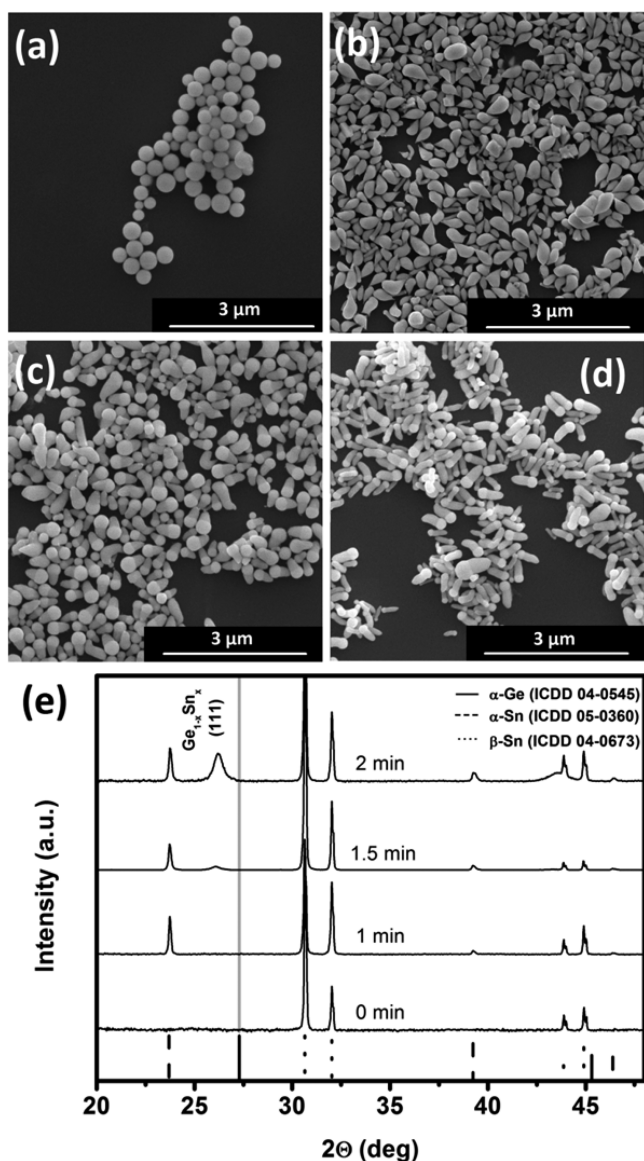 (a)
3 µm
(b)
3 µm
(c)
3 µm
(d)
3 µm
(e)
Ge₁₋ₓSnₓ
(111)
α-Ge (ICDD 04-0545)
α-Sn (ICDD 05-0360)
β-Sn (ICDD 04-0673)
2 min
1.5 min
1 min
0 min
Intensity (a.u.)
20 25 30 35 40 45
2Θ (deg)